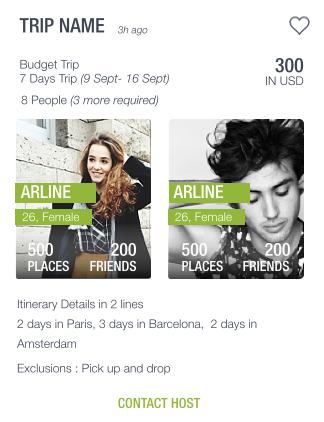 TRIP NAME 3h ago
Budget Trip
300
7 Days Trip (9 Sept- 16 Sept)
IN USD
8 People (3 more required)
ARLINE
26, Female
500 200
PLACES FRIENDS
ARLINE
26, Female
500 200
PLACES FRIENDS
Itinerary Details in 2 lines
2 days in Paris, 3 days in Barcelona, 2 days in
Amsterdam
Exclusions : Pick up and drop
CONTACT HOST